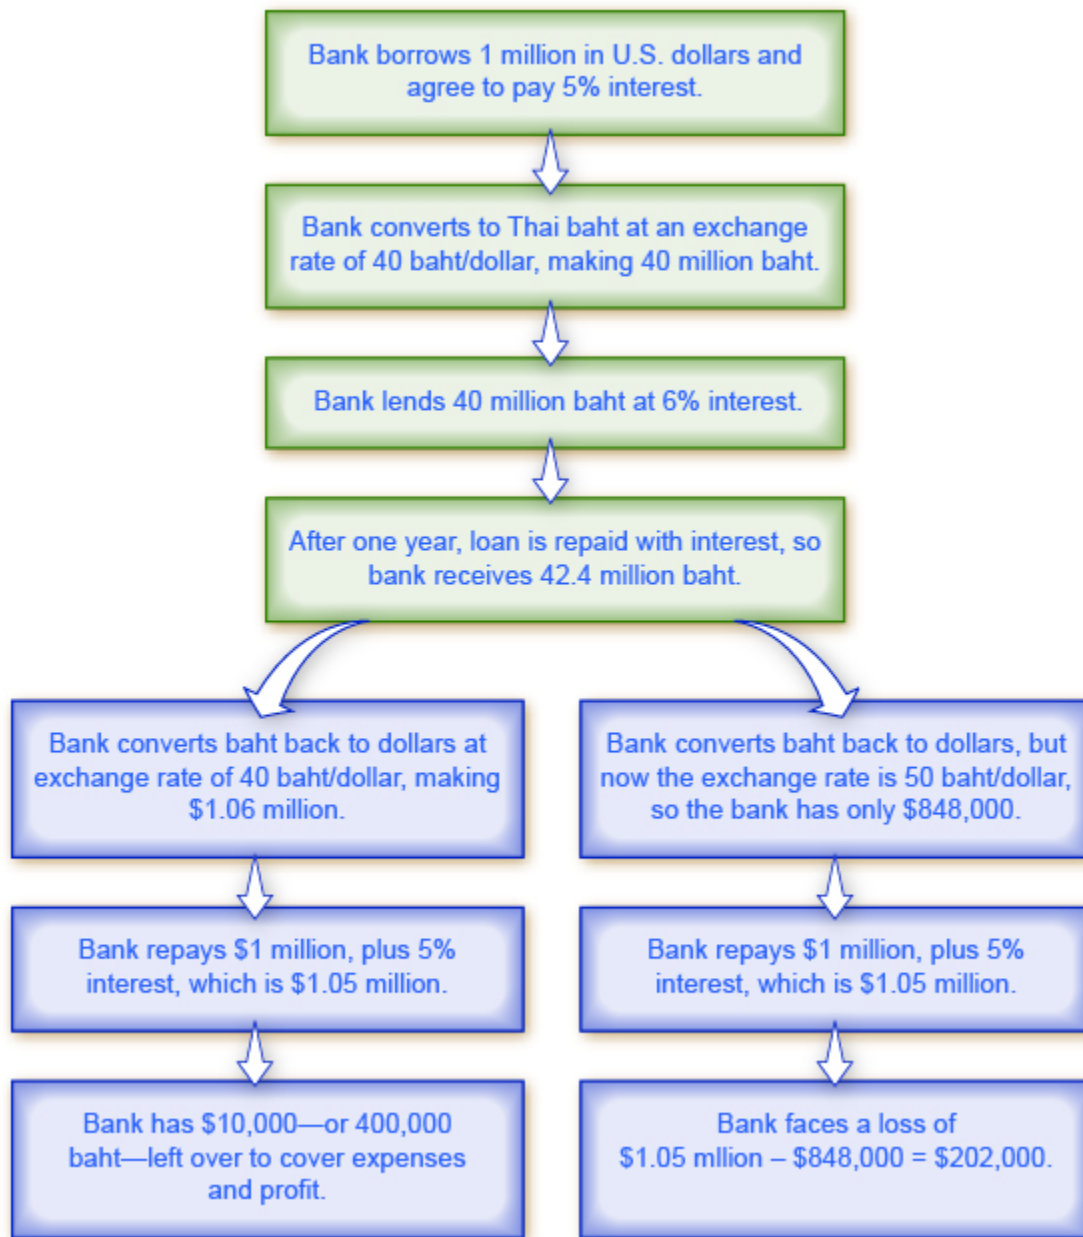 Bank borrows 1 million in U.S. dollars and
agree to pay 5% interest.
Bank converts to Thai baht at an exchange
rate of 40 baht/dollar, making 40 million baht.
Bank lends 40 million baht at 6% interest.
After one year, loan is repaid with interest, so
bank receives 42.4 million baht.
Bank converts baht back to dollars at
exchange rate of 40 baht/dollar, making
$1.06 million.
Bank repays $1 million, plus 5%
interest, which is $1.05 million.
Bank has $10,000—or 400,000
baht—left over to cover expenses
and profit.
Bank converts baht back to dollars, but
now the exchange rate is 50 baht/dollar,
so the bank has only $848,000.
Bank repays $1 million, plus 5%
interest, which is $1.05 million.
Bank faces a loss of
$1.05 mllion – $848,000 = $202,000.